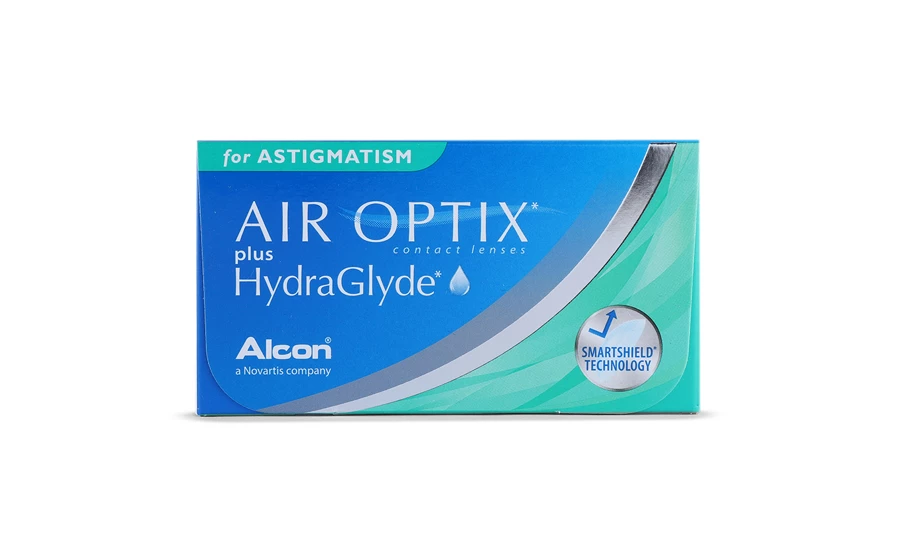 for ASTIGMATISM
AIR OPTIX*
contact lenses
plus
HydraGlyde*
Alcon®
a Novartis company
SMARTSHIELD*
TECHNOLOGY